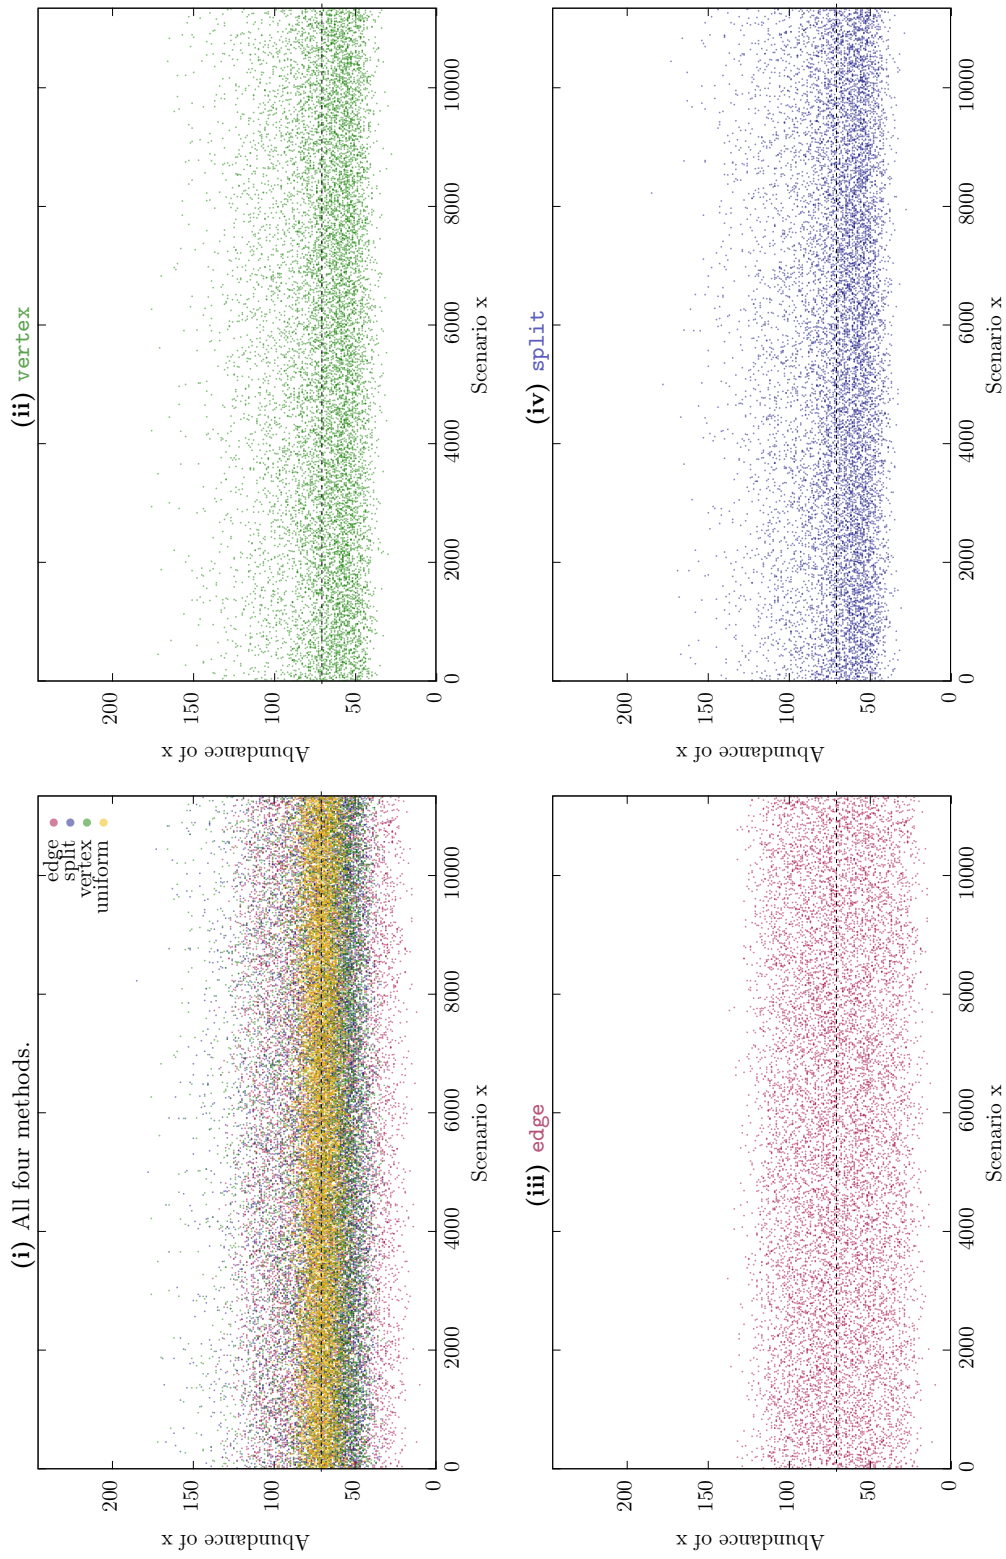 (i) All four methods.
edge
split
vertex
uniform
200
150
100
50
0
Abundance of x
0
2000
4000
6000
8000
10000
Scenario x
(ii) vertex
200
150
100
50
0
Abundance of x
0
2000
4000
6000
8000
10000
Scenario x
(iii) edge
200
150
100
50
0
Abundance of x
0
2000
4000
6000
8000
10000
Scenario x
(iv) split
200
150
100
50
0
Abundance of x
0
2000
4000
6000
8000
10000
Scenario x